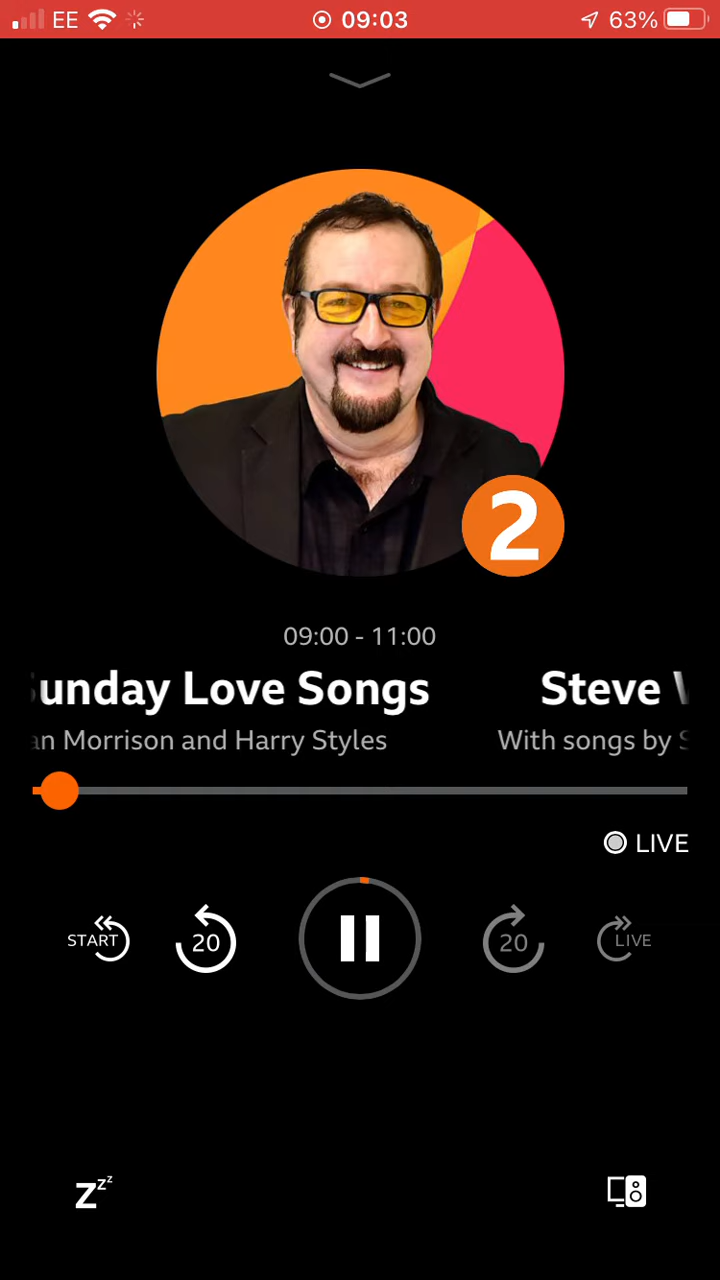 EE 09:03 63%
2
09:00 - 11:00
unday Love Songs Steve
n Morrison and Harry Styles With songs by
LIVE
START 20 20 LIVE
Zzz